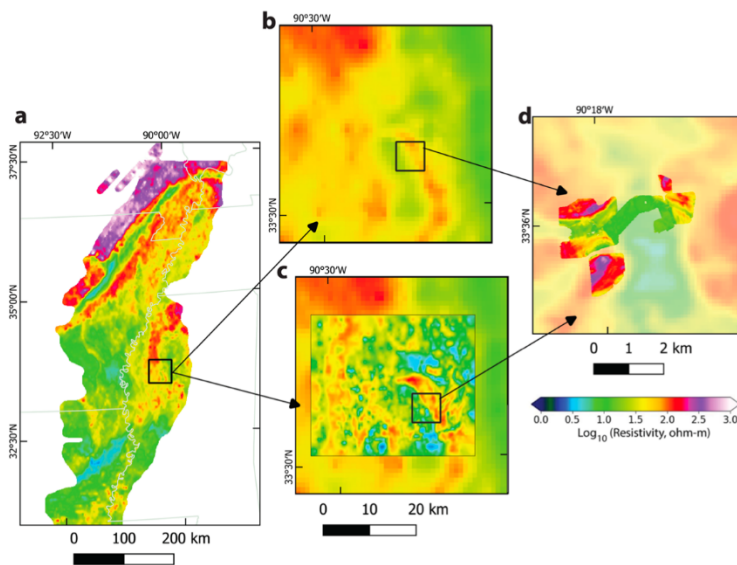 a
92°30'W
90°00'W
37°30'N
35°00'N
32°30'N
0 100 200 km
b
90°30'W
33°30'N
c
90°30'W
33°30'N
0 10 20 km
d
90°18'W
33°36'N
0 1 2 km
0.0 0.5 1.0 1.5 2.0 2.5 3.0
Log10 (Resistivity, ohm-m)